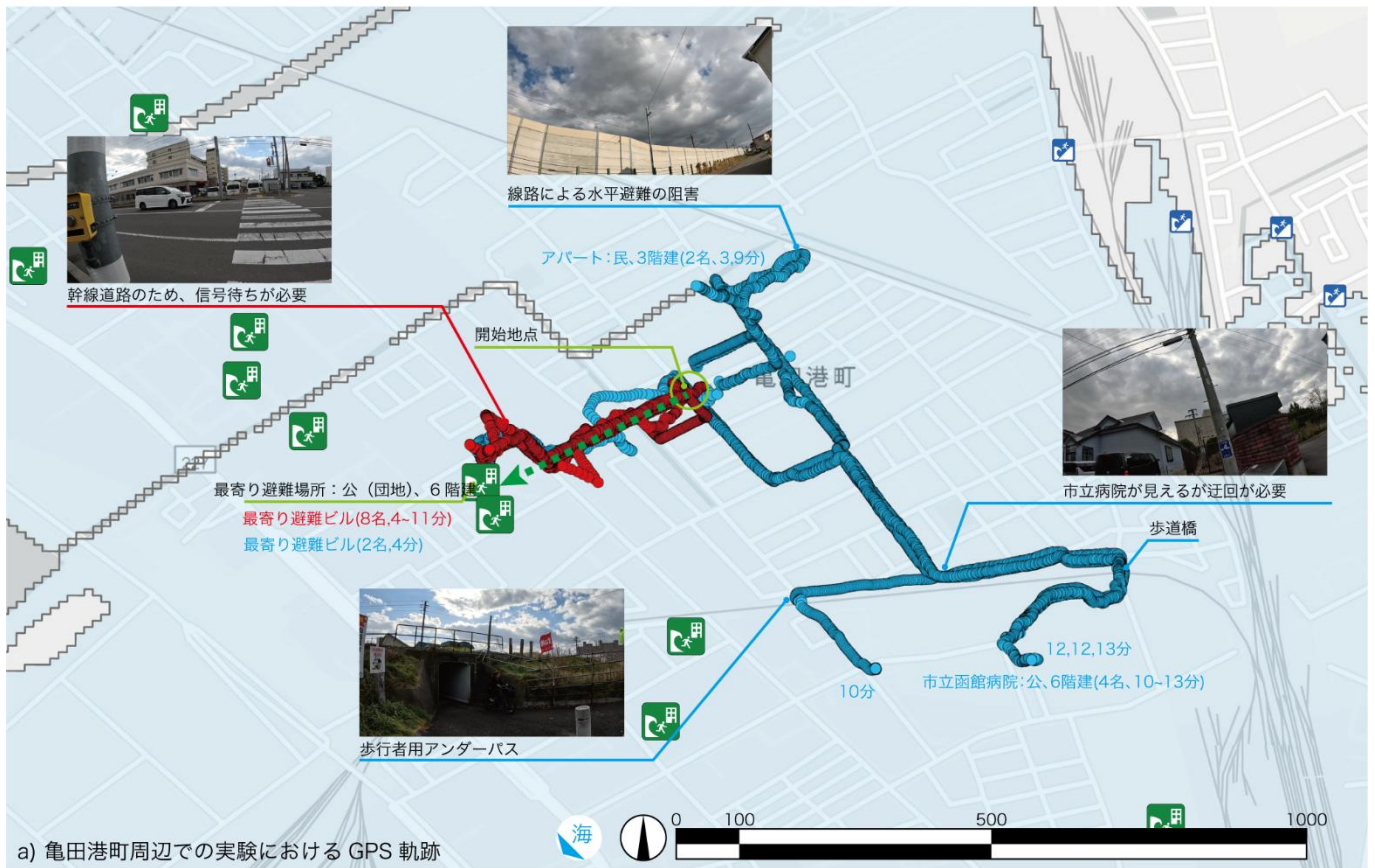 線路による水平避難の阻害
アパート：民、3階建(2名、3,9分)
幹線道路のため、信号待ちが必要
開始地点
亀田港町
市立病院が見えるが迂回が必要
最寄り避難場所：公（団地）、6階建
最寄り避難ビル(8名,4~11分)
最寄り避難ビル(2名,4分)
歩道橋
12,12,13分
市立函館病院：公、6階建(4名、10~13分)
10分
歩行者用アンダーパス
海
0 100 500 1000
a) 亀田港町周辺での実験における GPS 軌跡